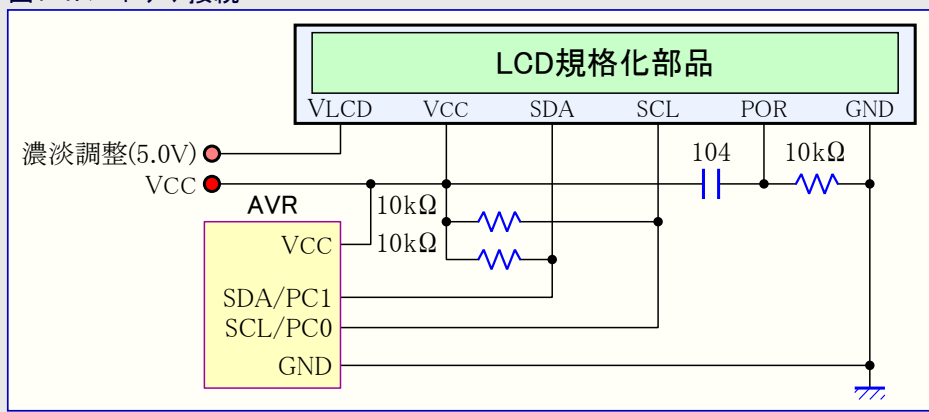 LCD規格化部品
VLCD VCC SDA SCL POR GND
濃淡調整(5.0V)
104 10kΩ
VCC
AVR
10kΩ
VCC
10kΩ
SDA/PC1
SCL/PC0
GND